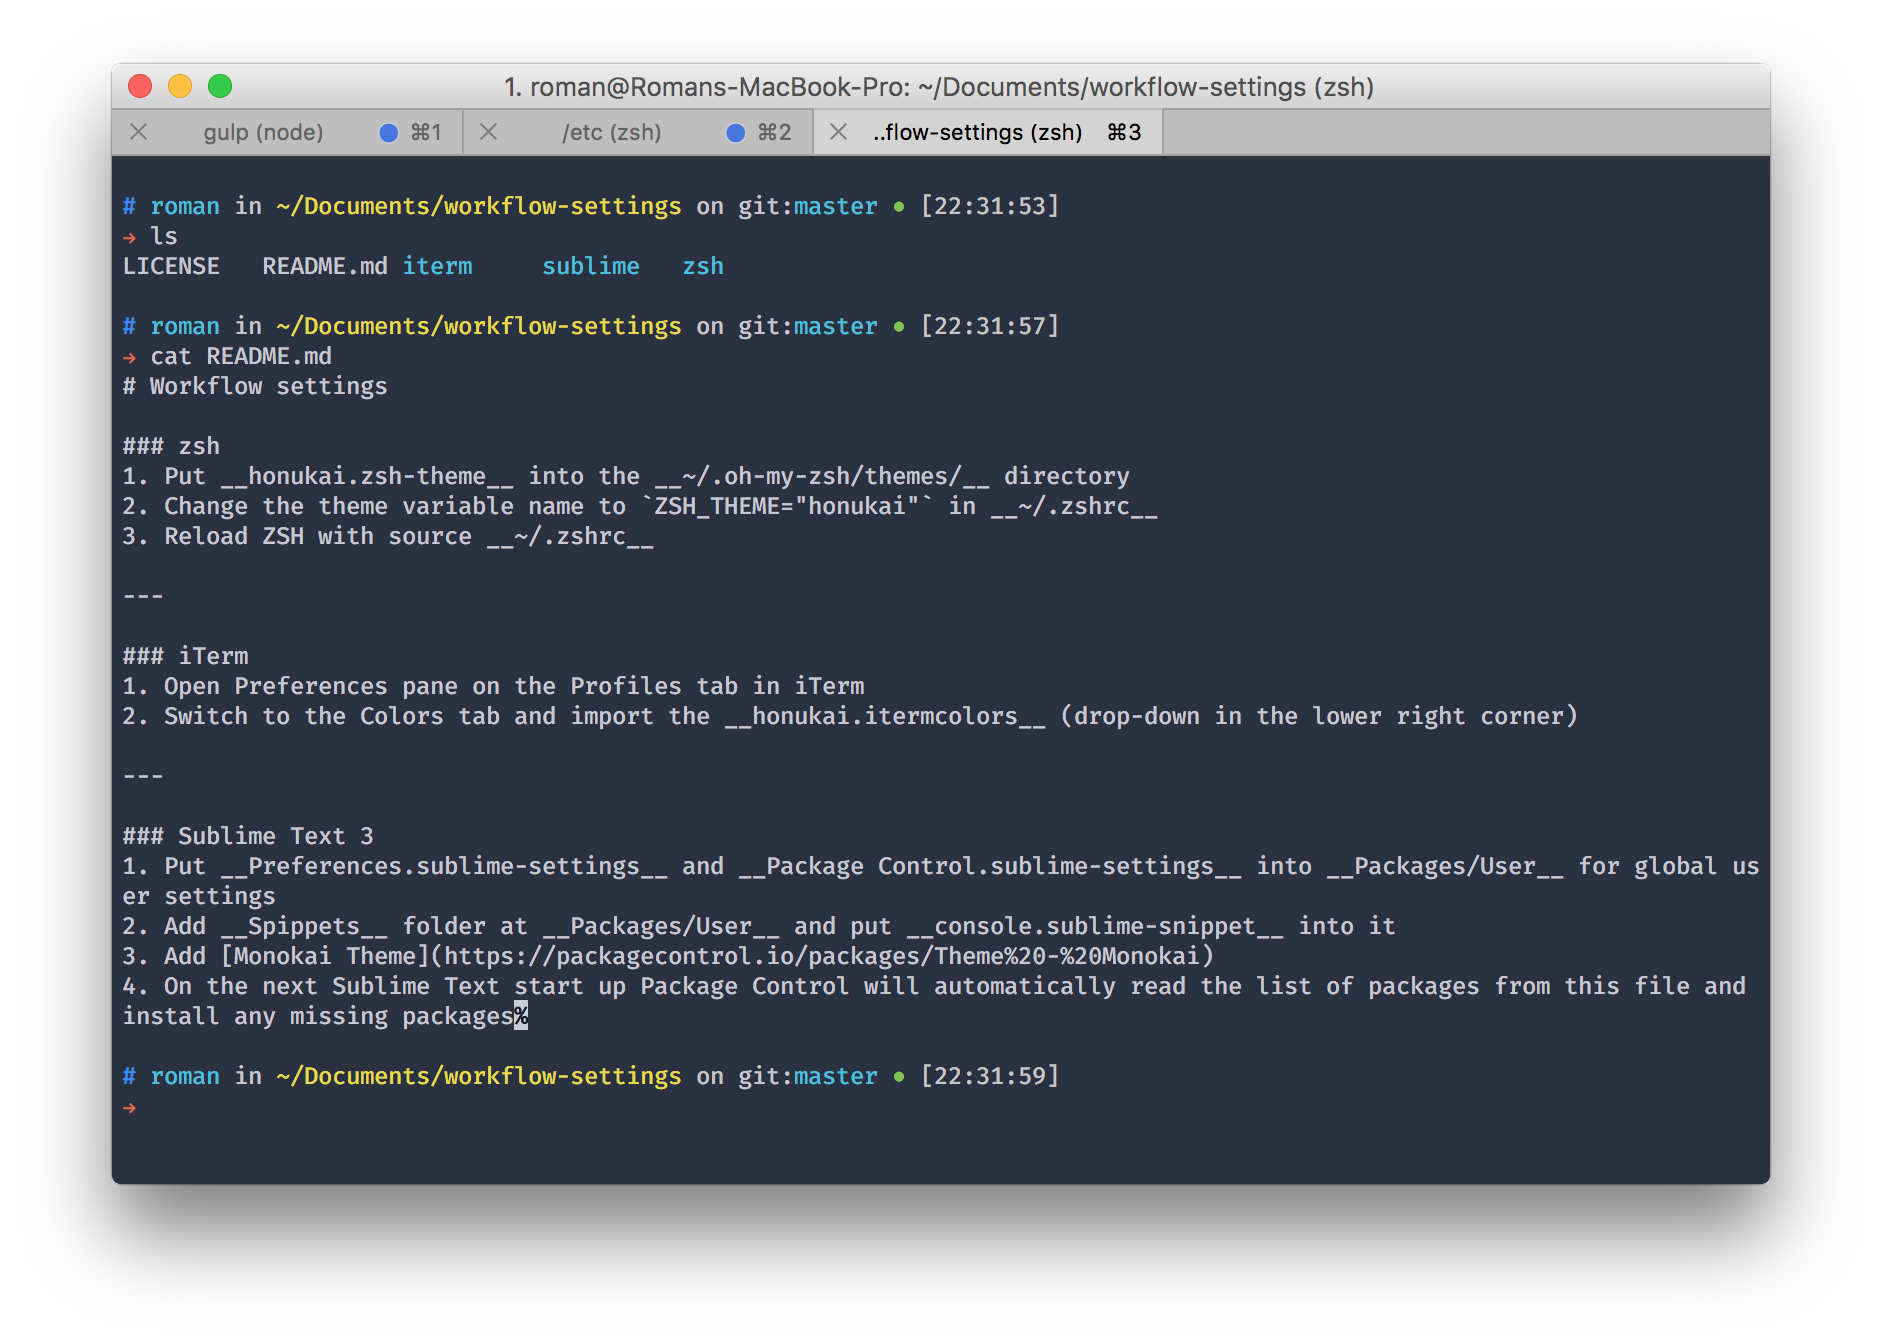 1. roman@Romans-MacBook-Pro: ~/Documents/workflow-settings (zsh)
gulp (node) ⌘1 /etc (zsh) ⌘2 ..flow-settings (zsh) ⌘3
# roman in ~/Documents/workflow-settings on git:master ● [22:31:53]
→ ls
LICENSE README.md iterm sublime zsh
# roman in ~/Documents/workflow-settings on git:master ● [22:31:57]
→ cat README.md
# Workflow settings
### zsh
1. Put __honukai.zsh-theme__ into the __~/.oh-my-zsh/themes/__ directory
2. Change the theme variable name to `ZSH_THEME="honukai"` in __~/.zshrc__
3. Reload ZSH with source __~/.zshrc__
---
### iTerm
1. Open Preferences pane on the Profiles tab in iTerm
2. Switch to the Colors tab and import the __honukai.itermcolors__ (drop-down in the lower right corner)
---
### Sublime Text 3
1. Put __Preferences.sublime-settings__ and __Package Control.sublime-settings__ into __Packages/User__ for global us
er settings
2. Add __Spippets__ folder at __Packages/User__ and put __console.sublime-snippet__ into it
3. Add [Monokai Theme](https://packagecontrol.io/packages/Theme%20-%20Monokai)
4. On the next Sublime Text start up Package Control will automatically read the list of packages from this file and
install any missing packages%
# roman in ~/Documents/workflow-settings on git:master ● [22:31:59]
→